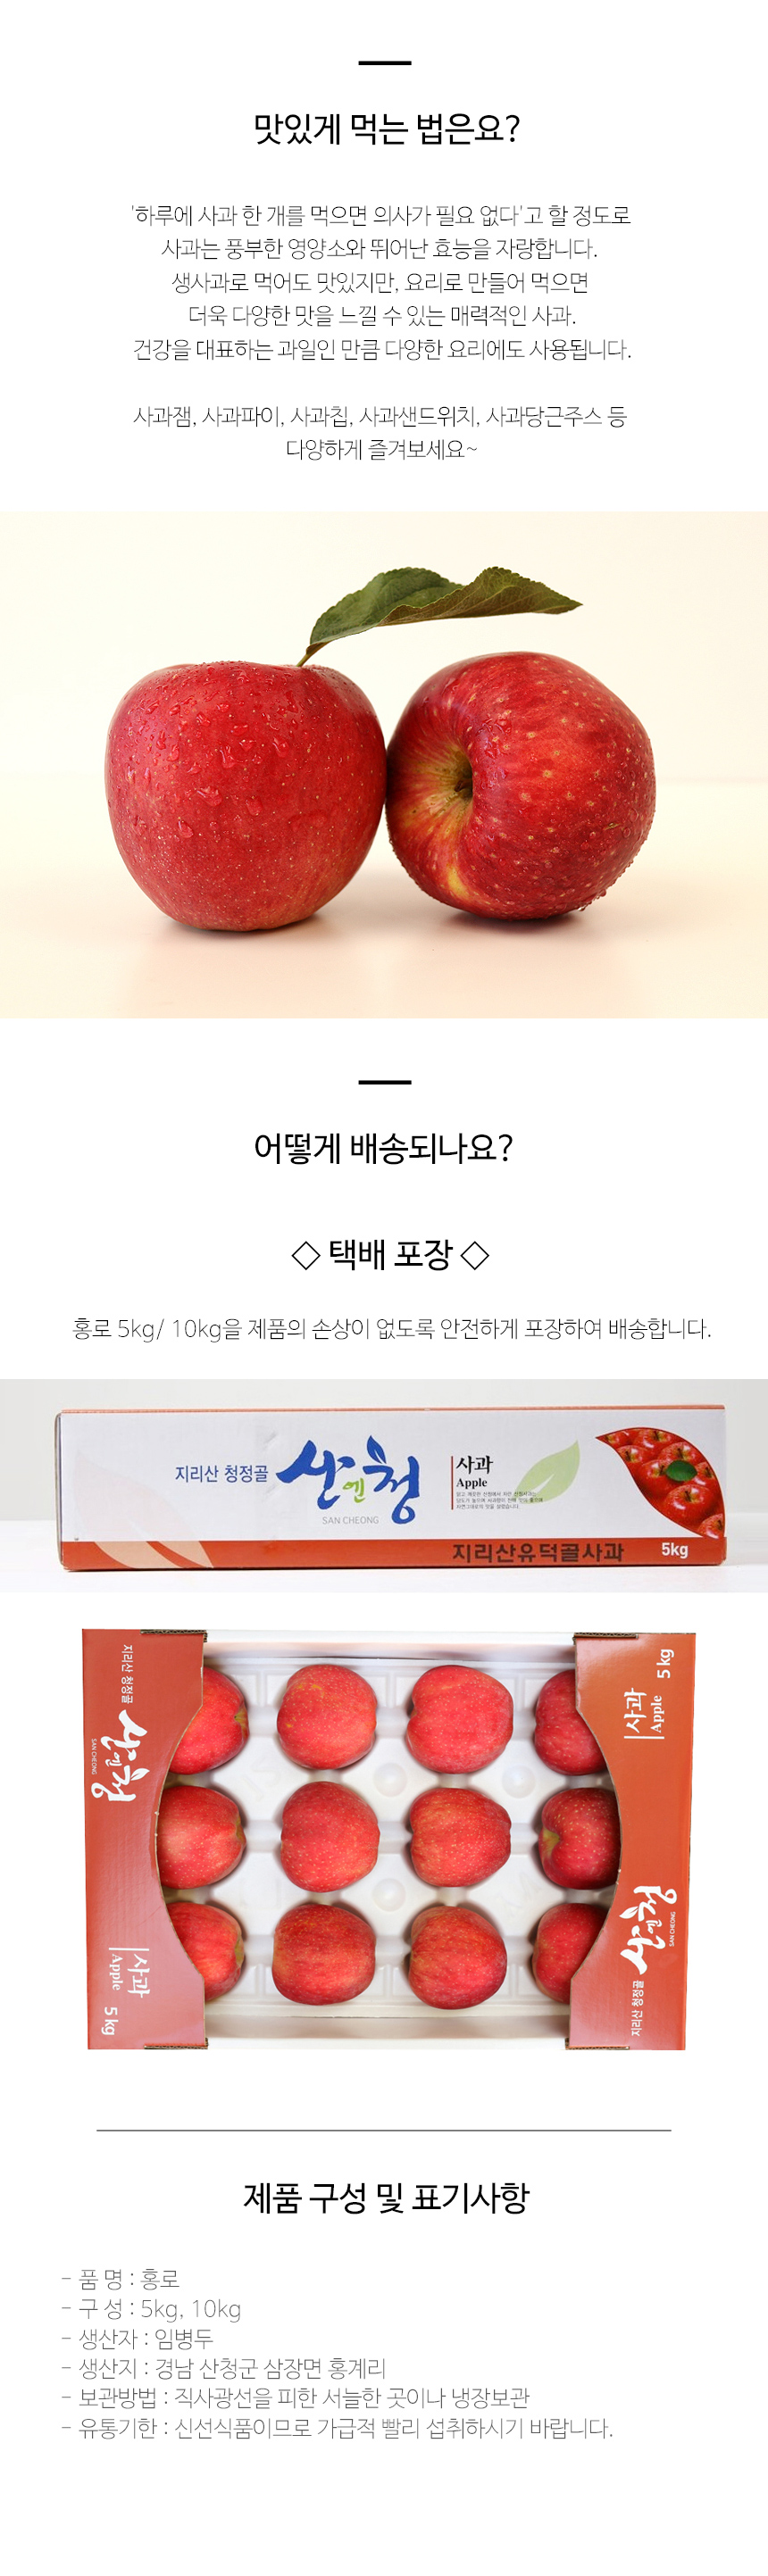 맛있게 먹는 법은요?
'하루에 사과 한 개를 먹으면 의사가 필요 없다'고 할 정도로
사과는 풍부한 영양소와 뛰어난 효능을 자랑합니다.
생사과로 먹어도 맛있지만, 요리로 만들어 먹으면
더욱 다양한 맛을 느낄 수 있는 매력적인 사과.
건강을 대표하는 과일인 만큼 다양한 요리에도 사용됩니다.
사과잼, 사과파이, 사과칩, 사과샌드위치, 사과당근주스 등
다양하게 즐겨보세요~
어떻게 배송되나요?
◇ 택배 포장 ◇
홍로 5kg/ 10kg을 제품의 손상이 없도록 안전하게 포장하여 배송합니다.
지리산 청정골 산엔청
SAN CHEONG
사과
Apple
지리산유덕골사과
5kg
지리산 청정골
산엔청
SAN CHEONG
사과
Apple
5 kg
사과
Apple
5 kg
지리산 청정골
산엔청
SAN CHEONG
제품 구성 및 표기사항
- 품 명 : 홍로
- 구 성 : 5kg, 10kg
- 생산자 : 임병두
- 생산지 : 경남 산청군 삼장면 홍계리
- 보관방법 : 직사광선을 피한 서늘한 곳이나 냉장보관
- 유통기한 : 신선식품이므로 가급적 빨리 섭취하시기 바랍니다.